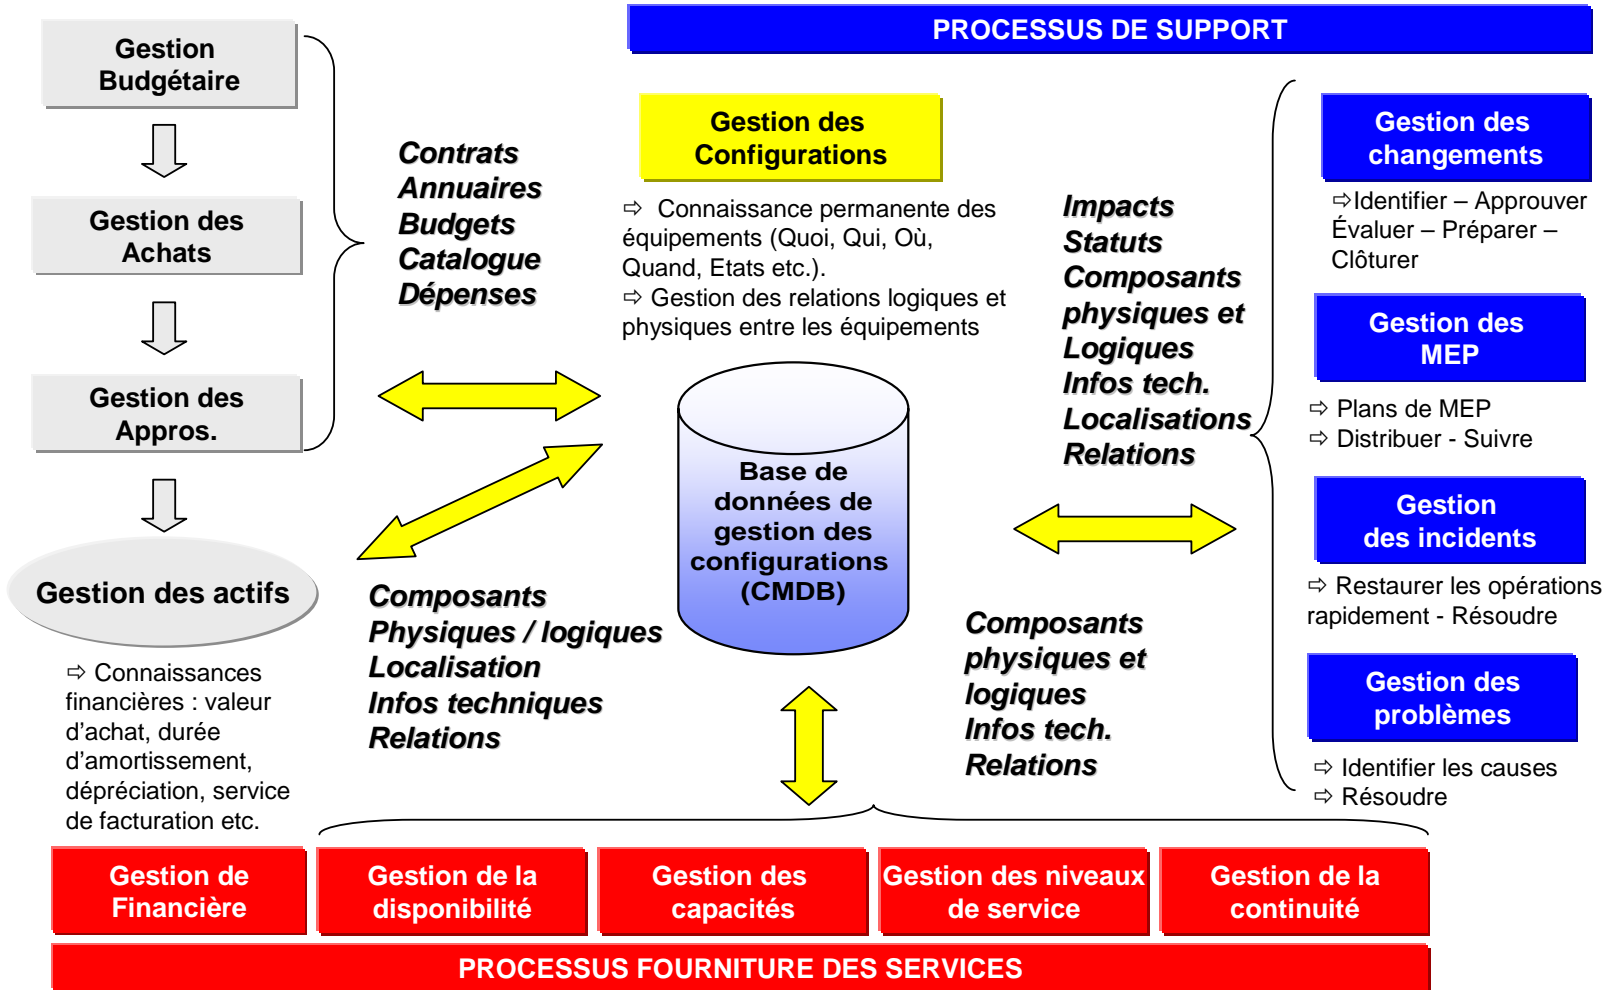 PROCESSUS DE SUPPORT
Gestion
Budgétaire
Gestion des
Achats
Gestion des
Appros.
Gestion des actifs
⇨ Connaissances
financières : valeur
d’achat, durée
d’amortissement,
dépréciation, service
de facturation etc.
Contrats
Annuaires
Budgets
Catalogue
Dépenses
Composants
Physiques / logiques
Localisation
Infos techniques
Relations
Gestion des
Configurations
⇨ Connaissance permanente des
équipements (Quoi, Qui, Où,
Quand, Etats etc.).
⇨ Gestion des relations logiques et
physiques entre les équipements
Base de
données de
gestion des
configurations
(CMDB)
Impacts
Statuts
Composants
physiques et
Logiques
Infos tech.
Localisations
Relations
Composants
physiques et
logiques
Infos tech.
Relations
Gestion des
changements
⇨Identifier – Approuver
Évaluer – Préparer –
Clôturer
Gestion des
MEP
⇨ Plans de MEP
⇨ Distribuer - Suivre
Gestion
des incidents
⇨ Restaurer les opérations
rapidement - Résoudre
Gestion des
problèmes
⇨ Identifier les causes
⇨ Résoudre
Gestion de
Financière
Gestion de la
disponibilité
Gestion des
capacités
Gestion des niveaux
de service
Gestion de la
continuité
PROCESSUS FOURNITURE DES SERVICES